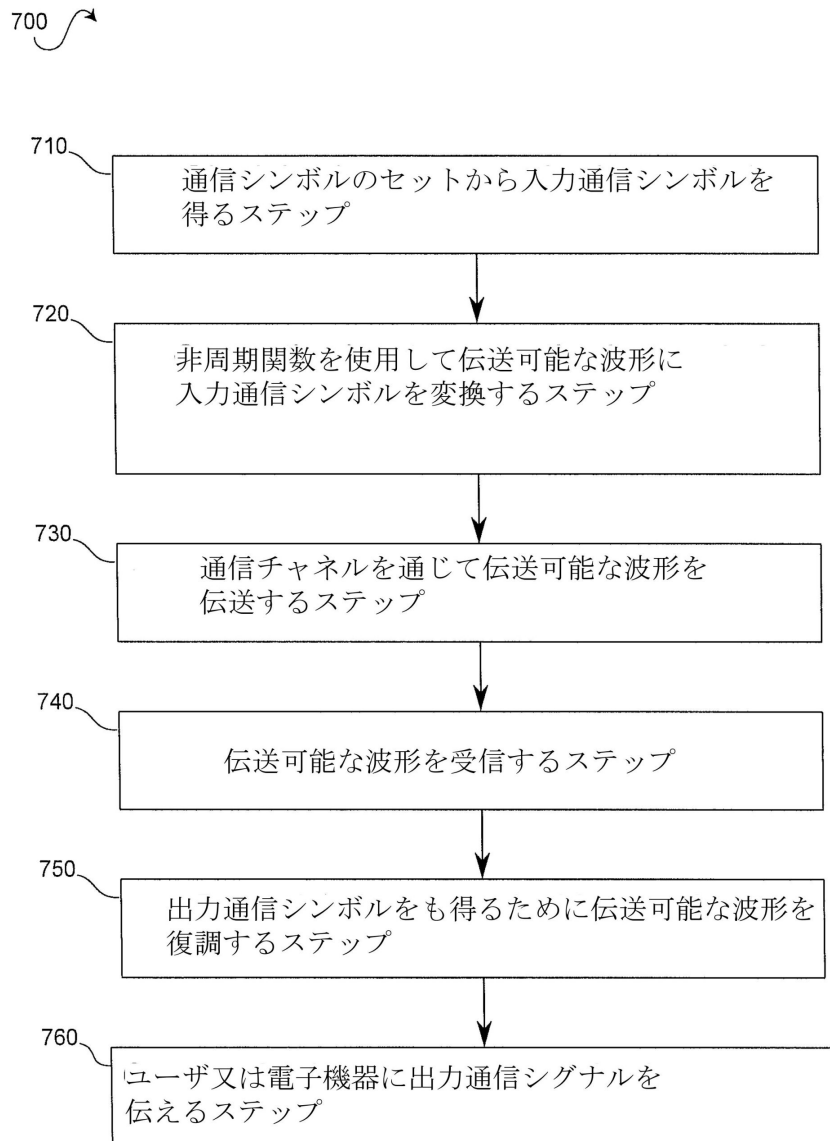 700
710
通信シンボルのセットから入力通信シンボルを
得るステップ
720
非周期関数を使用して伝送可能な波形に
入力通信シンボルを変換するステップ
730
通信チャネルを通じて伝送可能な波形を
伝送するステップ
740
伝送可能な波形を受信するステップ
750
出力通信シンボルをも得るために伝送可能な波形を
復調するステップ
760
ユーザ又は電子機器に出力通信シグナルを
伝えるステップ